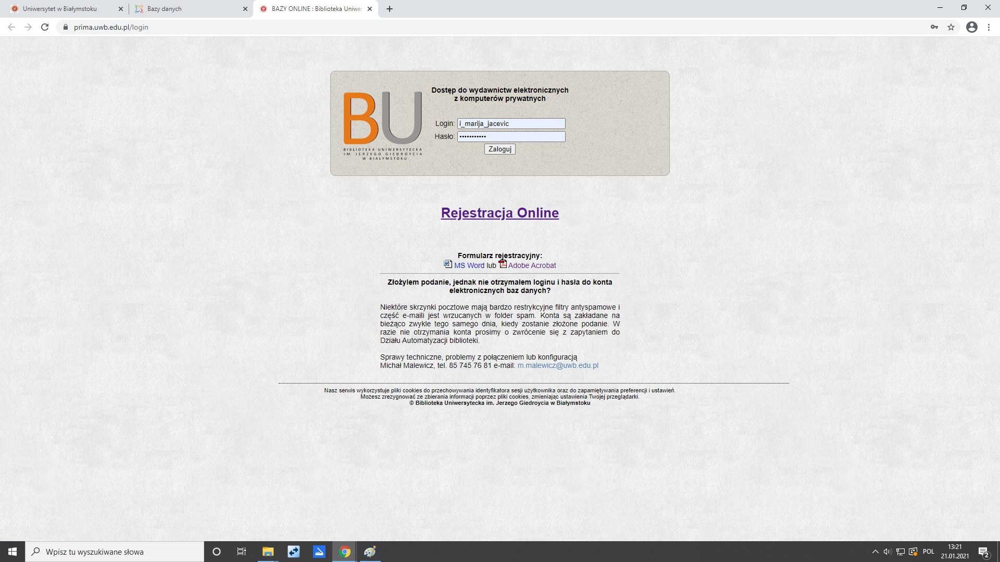 Uniwersytet w Białymstoku
Bazy danych
BAZY ONLINE : Biblioteka Uniwer
prima.uwb.edu.pl/login
BU
BIBLIOTEKA UNIWERSYTECKA
IM. JERZEGO GIEDROYCIA
W BIAŁYMSTOKU
Dostęp do wydawnictw elektronicznych
z komputerów prywatnych
Login: i_marija_jacevic
Hasło: •••••••••••
Zaloguj
Rejestracja Online
Formularz rejestracyjny:
MS Word lub Adobe Acrobat
Złożylem podanie, jednak nie otrzymałem loginu i hasła do konta
elektronicznych baz danych?
Niektóre skrzynki pocztowe mają bardzo restrykcyjne filtry antyspamowe i
część e-maili jest wrzucanych w folder spam. Konta są zakładane na
bieżąco zwykle tego samego dnia, kiedy zostanie złożone podanie. W
razie nie otrzymania konta prosimy o zwrócenie się z zapytaniem do
Działu Automatyzacji biblioteki.
Sprawy techniczne, problemy z połączeniem lub konfiguracją
Michał Malewicz, tel. 85 745 76 81 e-mail: m.malewicz@uwb.edu.pl
Nasz serwis wykorzystuje pliki cookies do przechowywania identyfikatora sesji użytkownika oraz do zapamiętywania preferencji i ustawień.
Możesz zrezygnować ze zbierania informacji poprzez pliki cookies, zmieniając ustawienia Twojej przeglądarki.
© Biblioteka Uniwersytecka im. Jerzego Giedroycia w Białymstoku
Wpisz tu wyszukiwane słowa
POL
13:21
21.01.2021
2